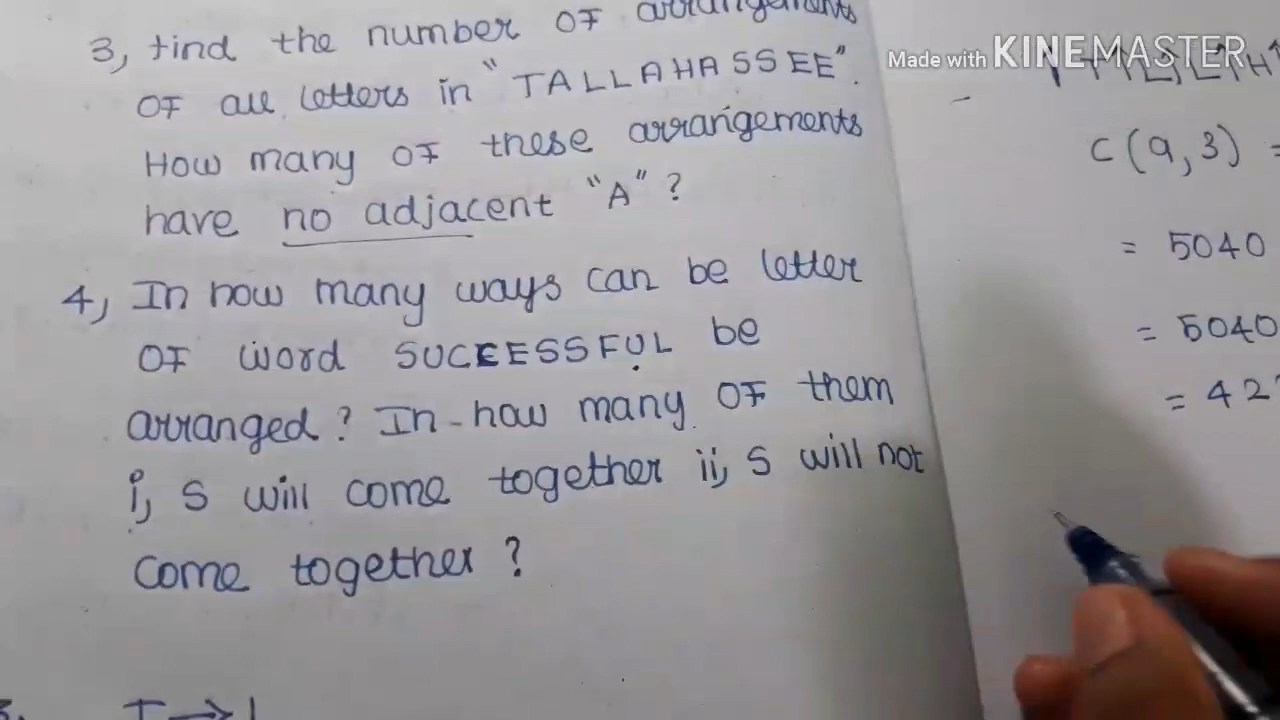 3, find the number of arrangements
of all letters in "TALLAHASSEE".
How many of these arrangements
have no adjacent "A"?
4, In how many ways can be letter
of word SUCCESSFUL be
arranged? In how many of them
i, S will come together ii, S will not
come together?
Made with KINEMASTER
C(9,3) =
= 5040
= 5040
= 42
T→1